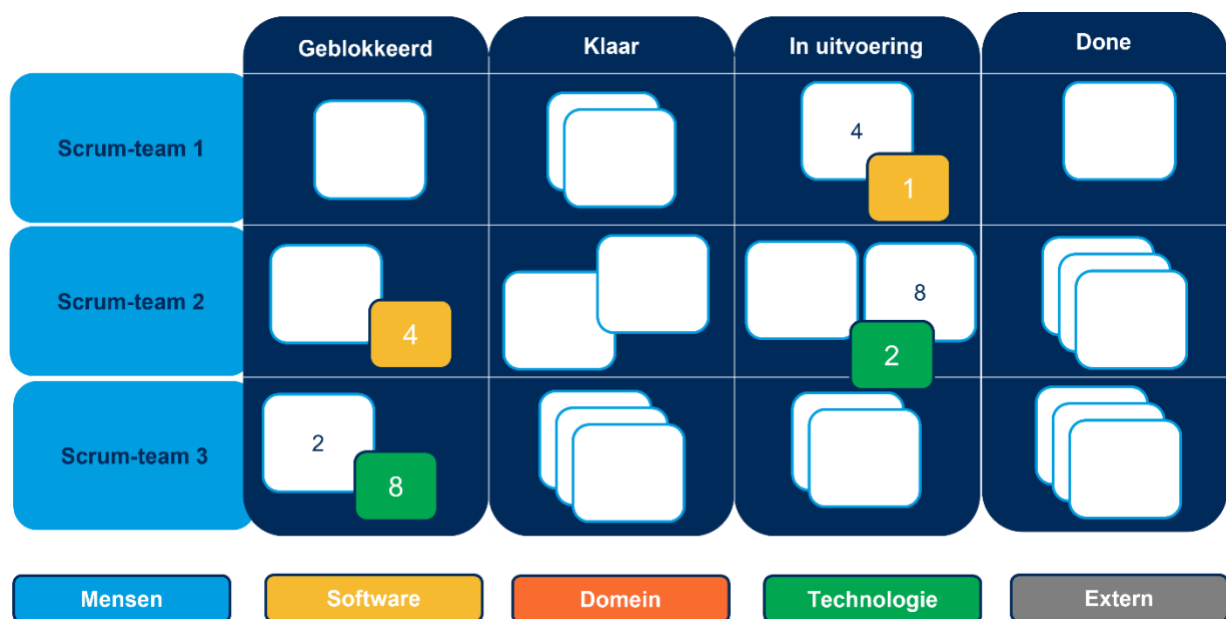 Geblokkeerd
Klaar
In uitvoering
Done
Scrum-team 1
4
1
Scrum-team 2
4
8
2
Scrum-team 3
2
8
Mensen
Software
Domein
Technologie
Extern